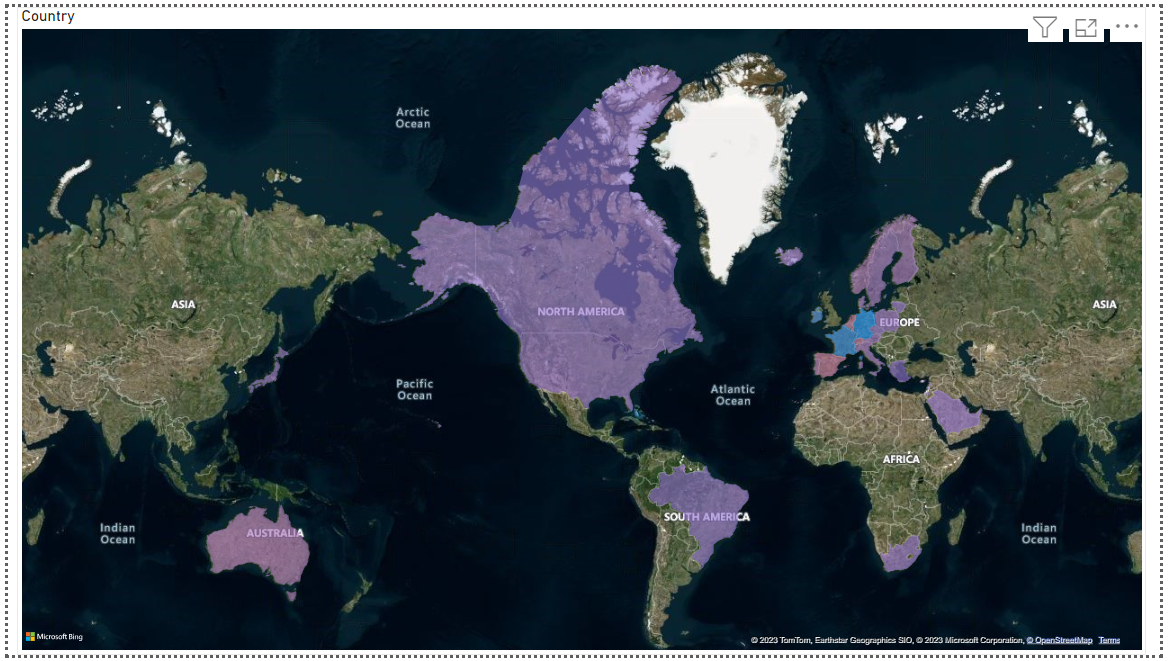 Country
Arctic
Ocean
ASIA
NORTH AMERICA
EUROPE
ASIA
Pacific
Ocean
Atlantic
Ocean
AFRICA
SOUTH AMERICA
Indian
Ocean
AUSTRALIA
Indian
Ocean
Microsoft Bing
© 2023 TomTom, Earthstar Geographics SIO, © 2023 Microsoft Corporation, © OpenStreetMap Terms